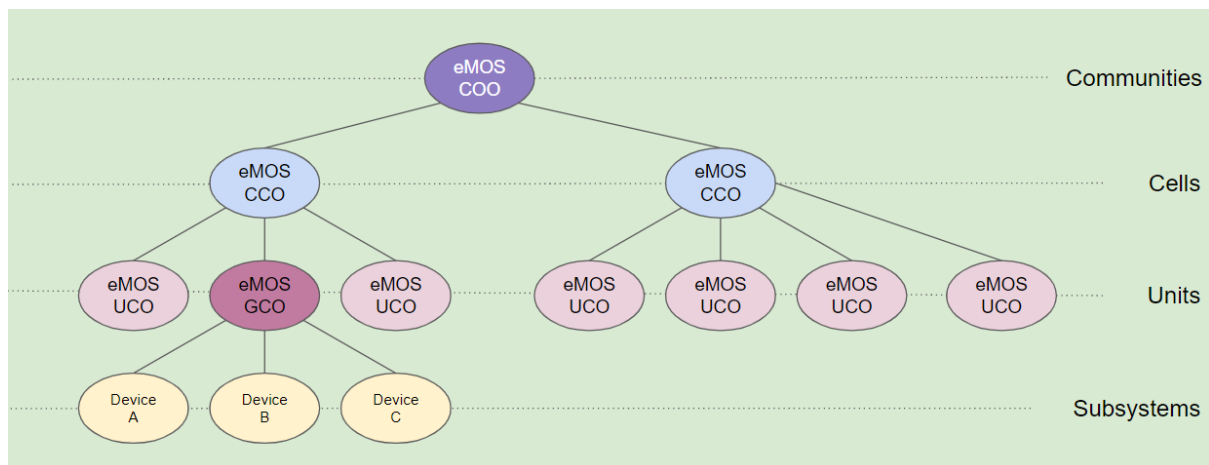 eMOS
COO
Communities
eMOS
CCO
eMOS
CCO
Cells
eMOS
UCO
eMOS
GCO
eMOS
UCO
eMOS
UCO
eMOS
UCO
eMOS
UCO
eMOS
UCO
Units
Device
A
Device
B
Device
C
Subsystems